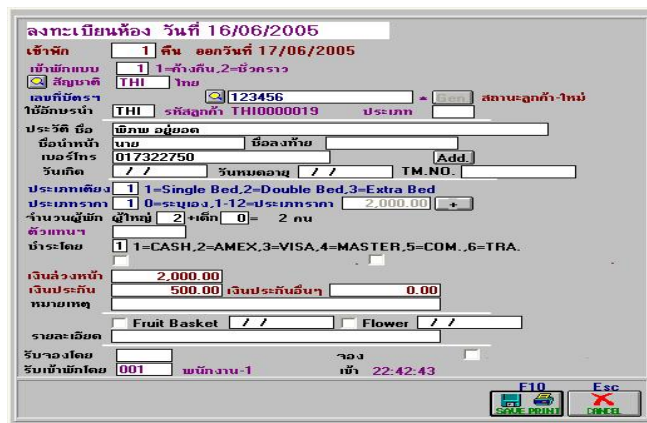 ลงทะเบียนห้อง วันที่ 16/06/2005
เข้าพัก 1 คืน ออกวันที่ 17/06/2005
เข้าพักแบบ 1 1=ค้างคืน,2=ชั่วคราว
สัญชาติ THI ไทย
เลขที่บัตรฯ 123456 * Gen สถานะลูกค้า-ใหม่
ใช้อักษรนำ THI รหัสลูกค้า THI0000019 ประเภท
ประวัติ ชื่อ พิภพ อยู่ยอด
ชื่อนำหน้า นาย ชื่อลงท้าย
เบอร์โทร 017322750 Add.
วันเกิด / / วันหมดอายุ / / TM.NO.
ประเภทเตียง 1 1=Single Bed,2=Double Bed,3=Extra Bed
ประเภทราคา 1 0=ระบุเอง,1-12=ประเภทราคา 2,000.00 +
จำนวนผู้พัก ผู้ใหญ่ 2 +เด็ก 0 = 2 คน
ตัวแทนฯ
ชำระโดย 1 1=CASH,2=AMEX,3=VISA,4=MASTER,5=COM.,6=TRA.
เงินล่วงหน้า 2,000.00
เงินประกัน 500.00 เงินประกันอื่นๆ 0.00
หมายเหตุ
Fruit Basket / / Flower / /
รายละเอียด
รับจองโดย จอง
รับเข้าพักโดย 001 พนักงาน-1 เข้า 22:42:43
F10 Esc
SAVE PRINT CANCEL